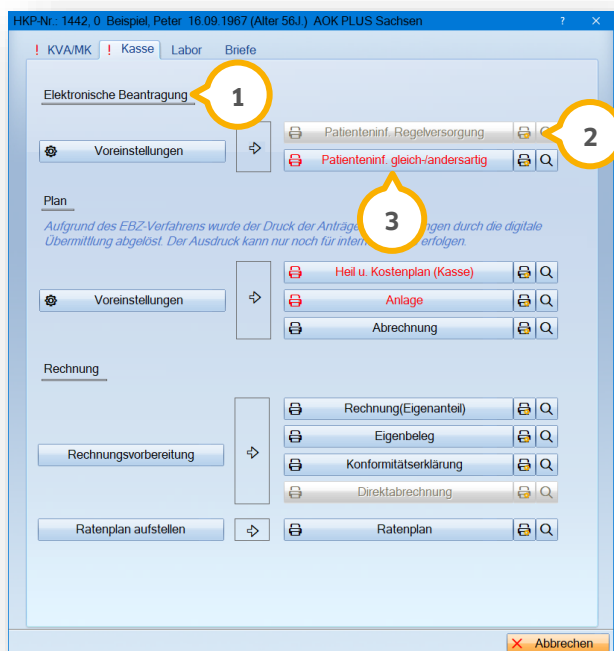 HKP-Nr.: 1442, 0 Beispiel, Peter 16.09.1967 (Alter 56J.) AOK PLUS Sachsen ? ×
! KVA/MK ! Kasse Labor Briefe
Elektronische Beantragung 1
Patienteninf. Regelversorgung 2
Voreinstellungen
Patienteninf. gleich-/andersartig
Plan
3
Aufgrund des EBZ-Verfahrens wurde der Druck der Anträge ngen durch die digitale
Übermittlung abgelöst. Der Ausdruck kann nur noch für intern erfolgen.
Heil u. Kostenplan (Kasse)
Voreinstellungen Anlage
Abrechnung
Rechnung
Rechnung(Eigenanteil)
Eigenbeleg
Rechnungsvorbereitung
Konformitätserklärung
Direktabrechnung
Ratenplan aufstellen Ratenplan
Abbrechen